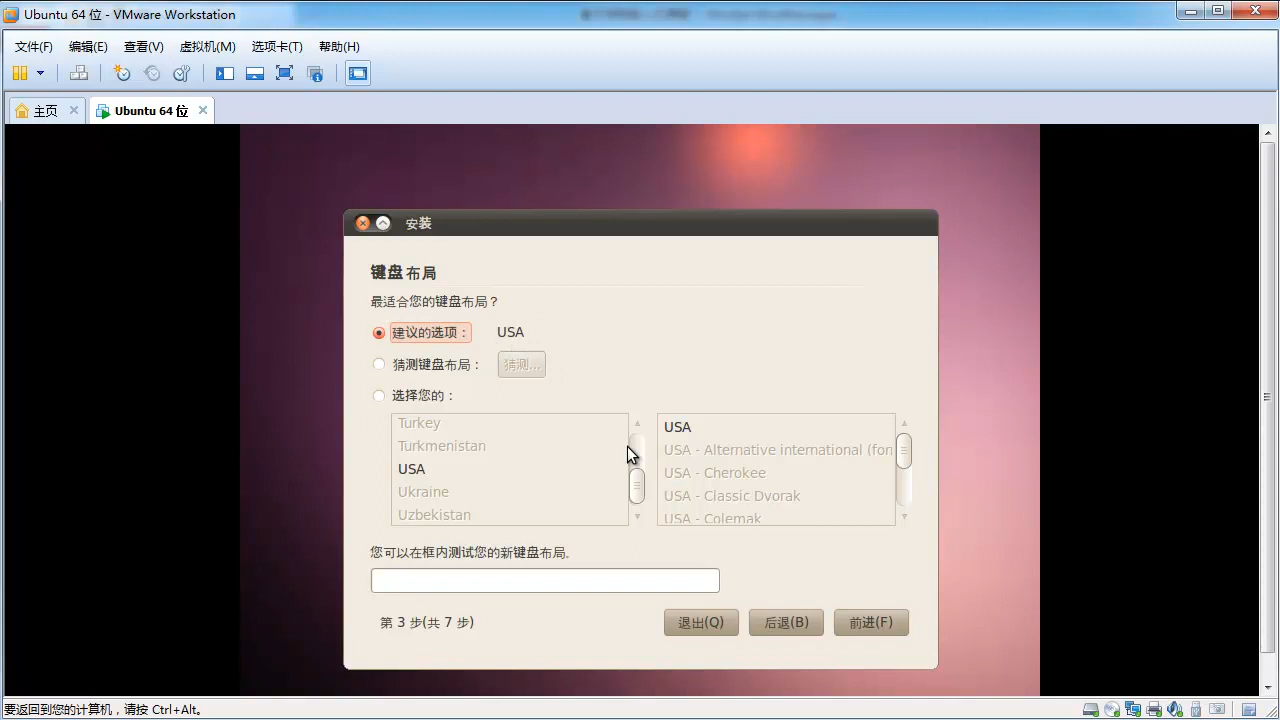 Ubuntu 64 位 - VMware Workstation
文件(F) 编辑(E) 查看(V) 虚拟机(M) 选项卡(T) 帮助(H)
主页 Ubuntu 64 位
安装
键盘布局
最适合您的键盘布局？
建议的选项： USA
猜测键盘布局： 猜测...
选择您的：
Turkey
Turkmenistan
USA
Ukraine
Uzbekistan
USA
USA - Alternative international (for
USA - Cherokee
USA - Classic Dvorak
USA - Colemak
您可以在框内测试您的新键盘布局。
第 3 步(共 7 步) 退出(Q) 后退(B) 前进(F)
要返回到您的计算机，请按 Ctrl+Alt。